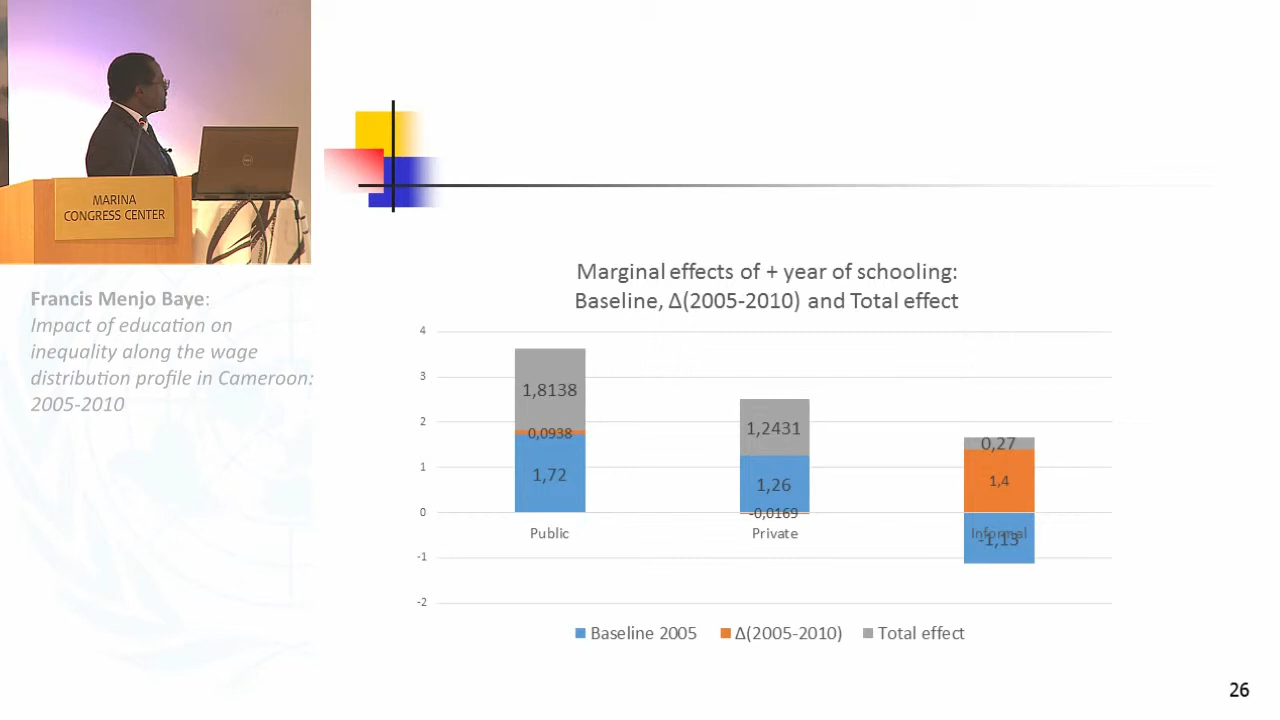 MARINA
CONGRESS CENTER
Francis Menjo Baye:
Impact of education on
inequality along the wage
distribution profile in Cameroon:
2005-2010
Marginal effects of + year of schooling:
Baseline, Δ(2005-2010) and Total effect
4
3
2
1
0
-1
-2
1,8138
0,0938
1,72
Public
1,2431
1,26
-0,0169
Private
0,27
1,4
Informal
-1,13
Baseline 2005
Δ(2005-2010)
Total effect
26